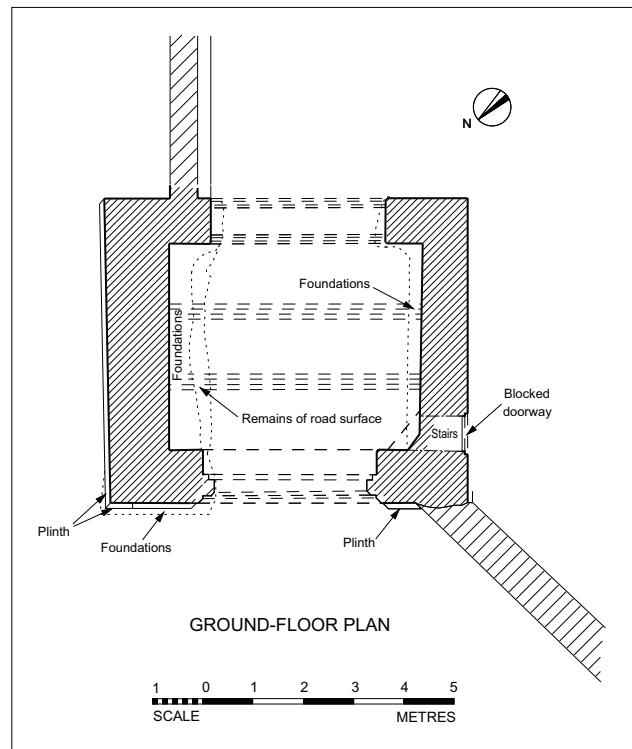 N
Foundations
Foundations
Remains of road surface
Blocked
doorway
Stairs
Plinth
Foundations
Plinth
GROUND-FLOOR PLAN
1 0 1 2 3 4 5
SCALE METRES